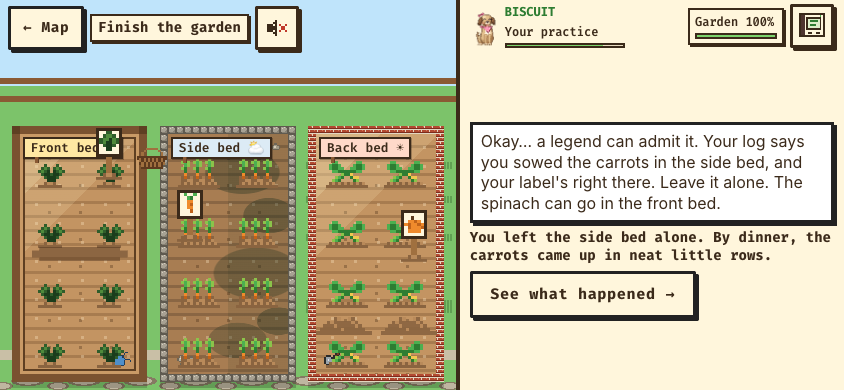 ← Map
Finish the garden
BISCUIT
Your practice
Garden 100%
Front bed
Side bed
Back bed
Okay... a legend can admit it. Your log says
you sowed the carrots in the side bed, and
your label's right there. Leave it alone. The
spinach can go in the front bed.
You left the side bed alone. By dinner, the
carrots came up in neat little rows.
See what happened →